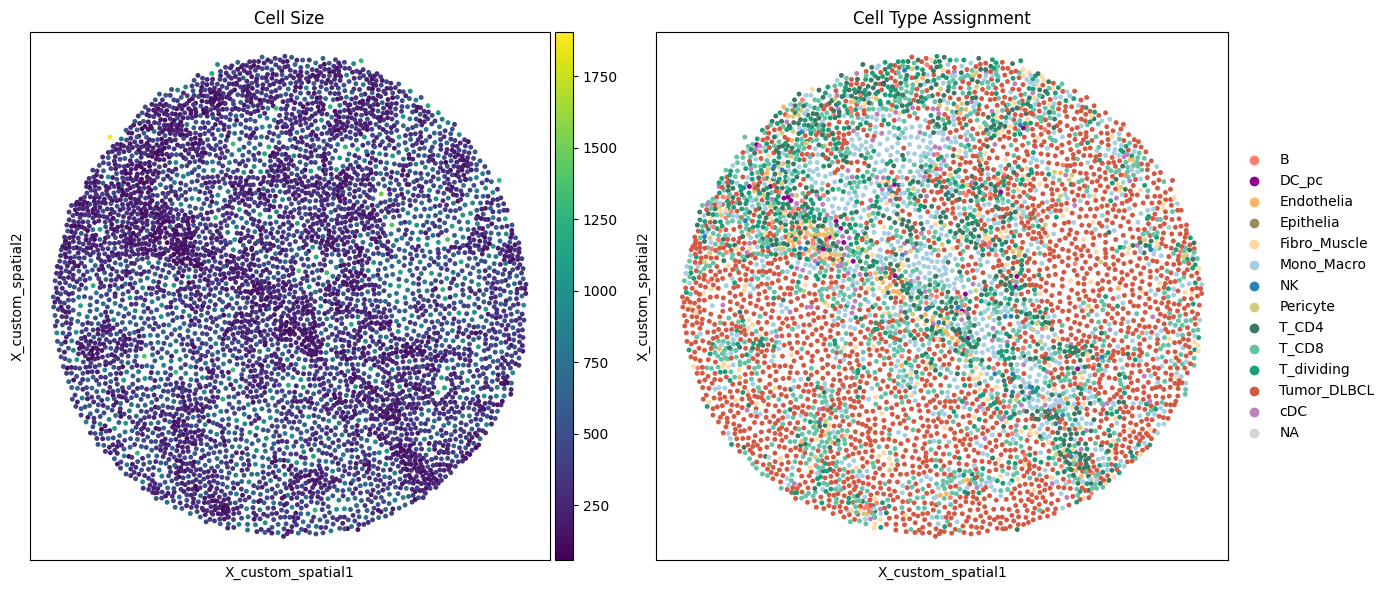 Cell Size
Cell Type Assignment
1750
1500
1250
1000
750
500
250
X_custom_spatial1
X_custom_spatial2
X_custom_spatial1
X_custom_spatial2
B
DC_pc
Endothelia
Epithelia
Fibro_Muscle
Mono_Macro
NK
Pericyte
T_CD4
T_CD8
T_dividing
Tumor_DLBCL
cDC
NA